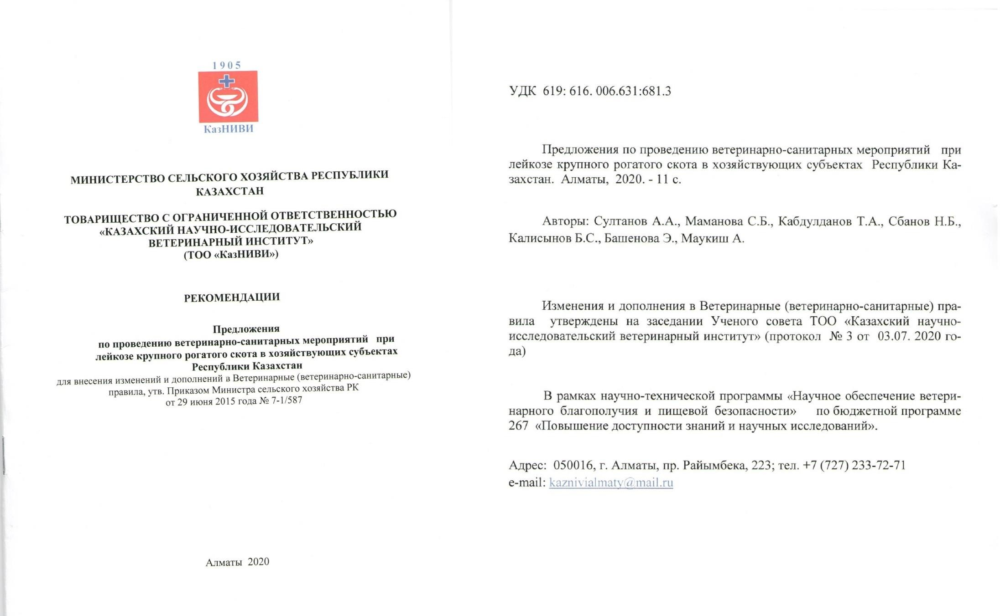 1905
КазНИВИ
МИНИСТЕРСТВО СЕЛЬСКОГО ХОЗЯЙСТВА РЕСПУБЛИКИ
КАЗАХСТАН
ТОВАРИЩЕСТВО С ОГРАНИЧЕННОЙ ОТВЕТСТВЕННОСТЬЮ
«КАЗАХСКИЙ НАУЧНО-ИССЛЕДОВАТЕЛЬСКИЙ
ВЕТЕРИНАРНЫЙ ИНСТИТУТ»
(ТОО «КазНИВИ»)
РЕКОМЕНДАЦИИ
Предложения
по проведению ветеринарно-санитарных мероприятий при
лейкозе крупного рогатого скота в хозяйствующих субъектах
Республики Казахстан
для внесения изменений и дополнений в Ветеринарные (ветеринарно-санитарные)
правила, утв. Приказом Министра сельского хозяйства РК
от 29 июня 2015 года № 7-1/587
Алматы 2020
УДК 619: 616. 006.631:681.3
Предложения по проведению ветеринарно-санитарных мероприятий при
лейкозе крупного рогатого скота в хозяйствующих субъектах Республики Ка-
захстан. Алматы, 2020. - 11 с.
Авторы: Султанов А.А., Маманова С.Б., Кабдулданов Т.А., Сбанов Н.Б.,
Калисынов Б.С., Башенова Э., Маукиш А.
Изменения и дополнения в Ветеринарные (ветеринарно-санитарные) пра-
вила утверждены на заседании Ученого совета ТОО «Казахский научно-
исследовательский ветеринарный институт» (протокол № 3 от 03.07. 2020 го-
да)
В рамках научно-технической программы «Научное обеспечение ветери-
нарного благополучия и пищевой безопасности» по бюджетной программе
267 «Повышение доступности знаний и научных исследований».
Адрес: 050016, г. Алматы, пр. Райымбека, 223; тел. +7 (727) 233-72-71
e-mail: kaznivialmaty@mail.ru